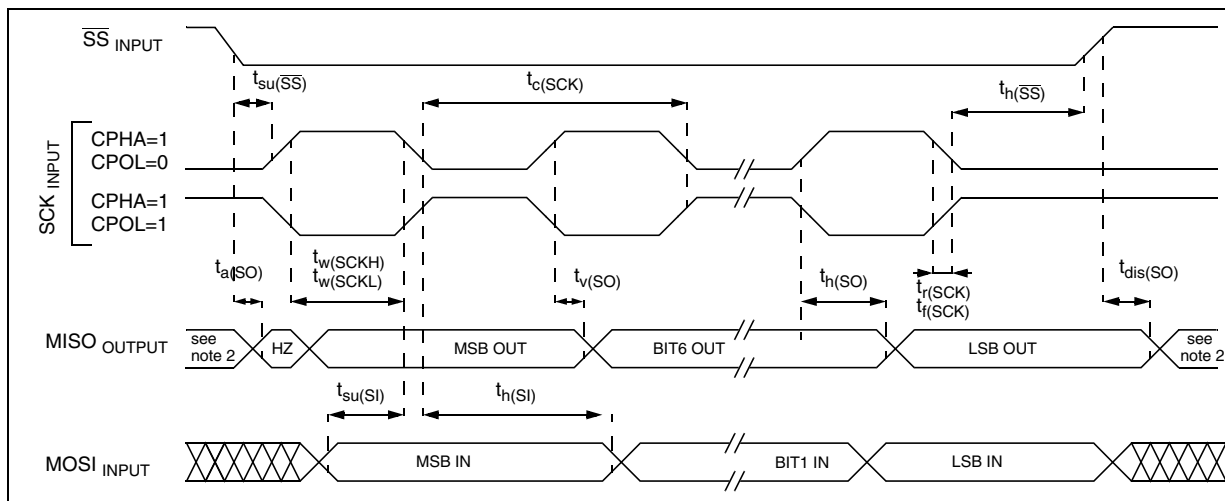 SS INPUT
tsu(SS)
tc(SCK)
th(SS)
SCK INPUT
CPHA=1
CPOL=0
CPHA=1
CPOL=1
ta(SO)
tw(SCKH)
tw(SCKL)
tv(SO)
th(SO)
tr(SCK)
tf(SCK)
tdis(SO)
MISO OUTPUT
see
note 2
HZ
MSB OUT
BIT6 OUT
LSB OUT
see
note 2
tsu(SI)
th(SI)
MOSI INPUT
MSB IN
BIT1 IN
LSB IN